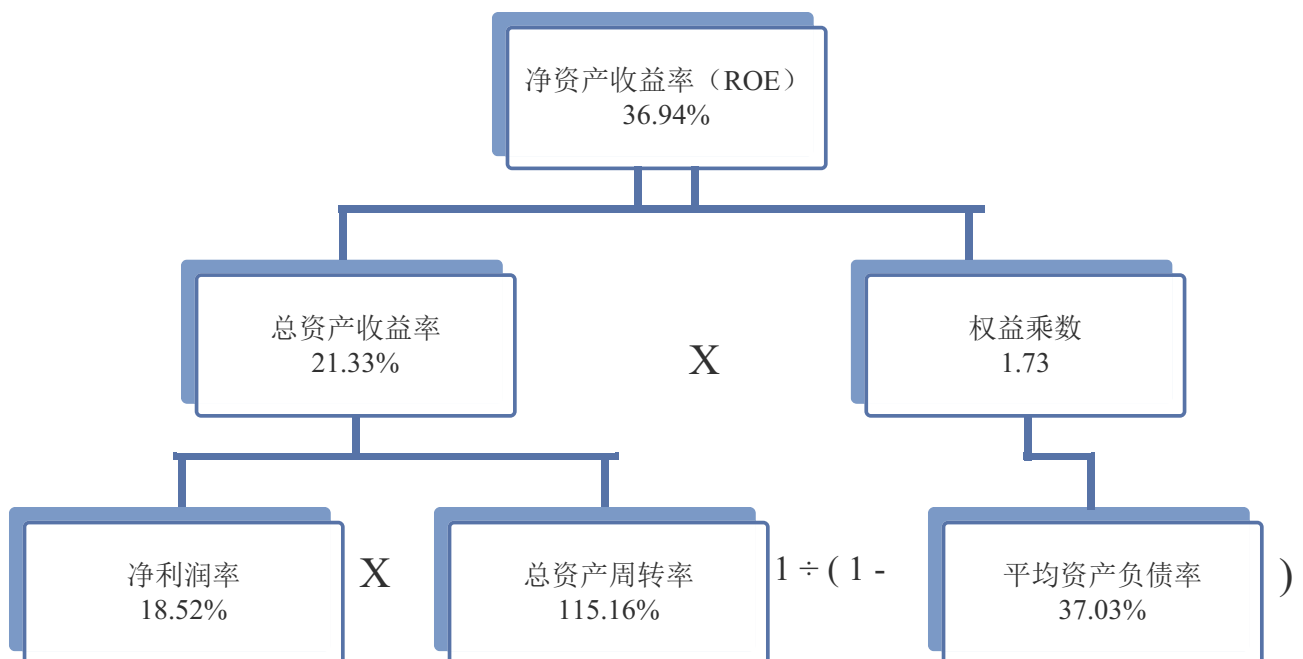 净资产收益率（ROE）
36.94%
总资产收益率
21.33%
X
权益乘数
1.73
净利润率
18.52%
X
总资产周转率
115.16%
1 ÷ ( 1 -
平均资产负债率
37.03%
)